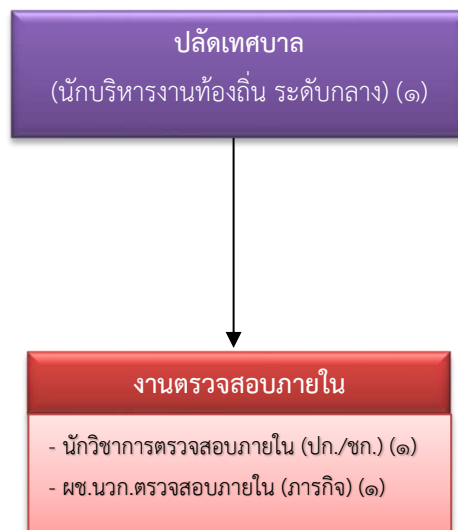 ปลัดเทศบาล
(นักบริหารงานท้องถิ่น ระดับกลาง) (๑)
งานตรวจสอบภายใน
- นักวิชาการตรวจสอบภายใน (ปก./ชก.) (๑)
- ผช.นวก.ตรวจสอบภายใน (ภารกิจ) (๑)